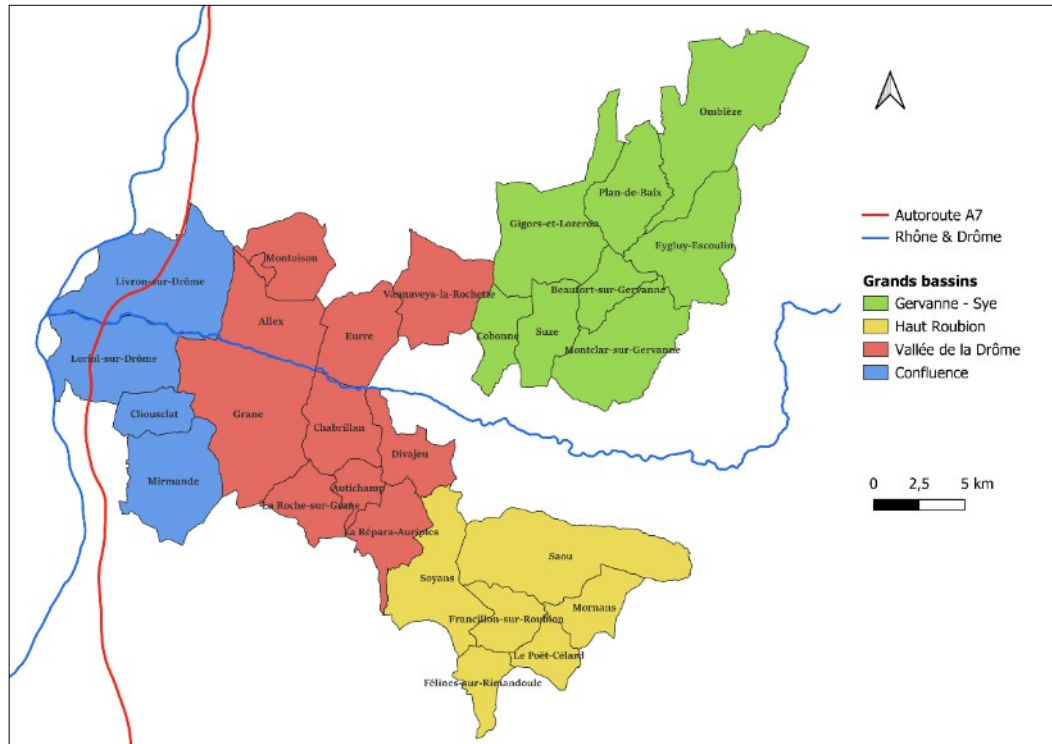 Omblèze
Plan-de-Baix
Gigors-et-Lozeron
Eygluy-Escoulin
Montoison
Livron-sur-Drôme
Vaunaveys-la-Rochette
Beaufort-sur-Gervanne
Allex
Eurre
Cobonne
Suze
Montclar-sur-Gervanne
Loriol-sur-Drôme
Cliousclat
Grane
Chabrillan
Divajeu
Mirmande
Autichamp
La Roche-sur-Grane
La Répara-Auriples
Soyans
Saou
Mornans
Francillon-sur-Roubion
Le Poët-Célard
Félines-sur-Rimandoule
Autoroute A7
Rhône & Drôme
Grands bassins
Gervanne - Sye
Haut Roubion
Vallée de la Drôme
Confluence
0 2,5 5 km